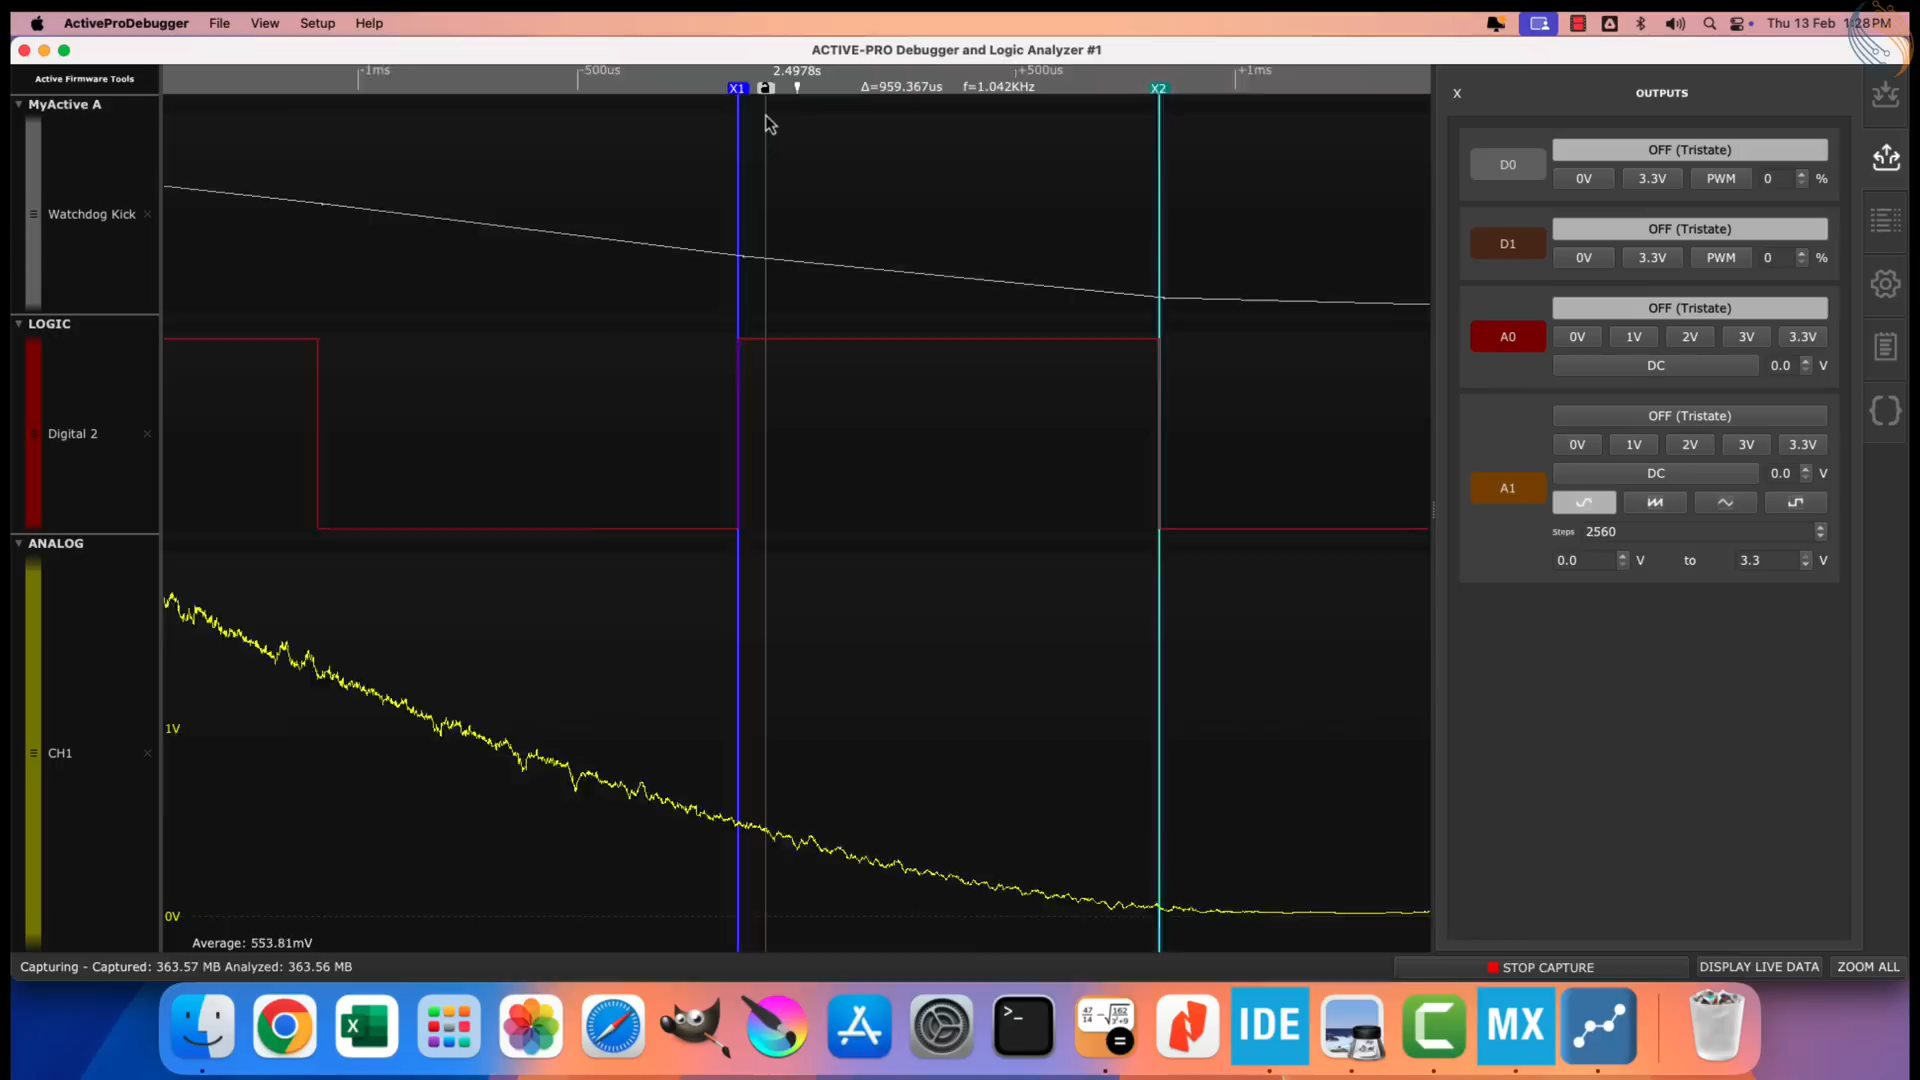 ActiveProDebugger File View Setup Help
Thu 13 Feb 1:28 PM
ACTIVE-PRO Debugger and Logic Analyzer #1
Active Firmware Tools
-1ms -500us 2.4978s +500us +1ms
X1 Δ=959.367us f=1.042KHz X2
MyActive A
Watchdog Kick ×
LOGIC
Digital 2 ×
ANALOG
CH1 ×
1V
0V
Average: 553.81mV
X OUTPUTS
D0 OFF (Tristate)
0V 3.3V PWM 0 %
D1 OFF (Tristate)
0V 3.3V PWM 0 %
OFF (Tristate)
A0 0V 1V 2V 3V 3.3V
DC 0.0 V
OFF (Tristate)
0V 1V 2V 3V 3.3V
DC 0.0 V
A1
Steps 2560
0.0 V to 3.3 V
Capturing - Captured: 363.57 MB Analyzed: 363.56 MB
STOP CAPTURE DISPLAY LIVE DATA ZOOM ALL
IDE MX